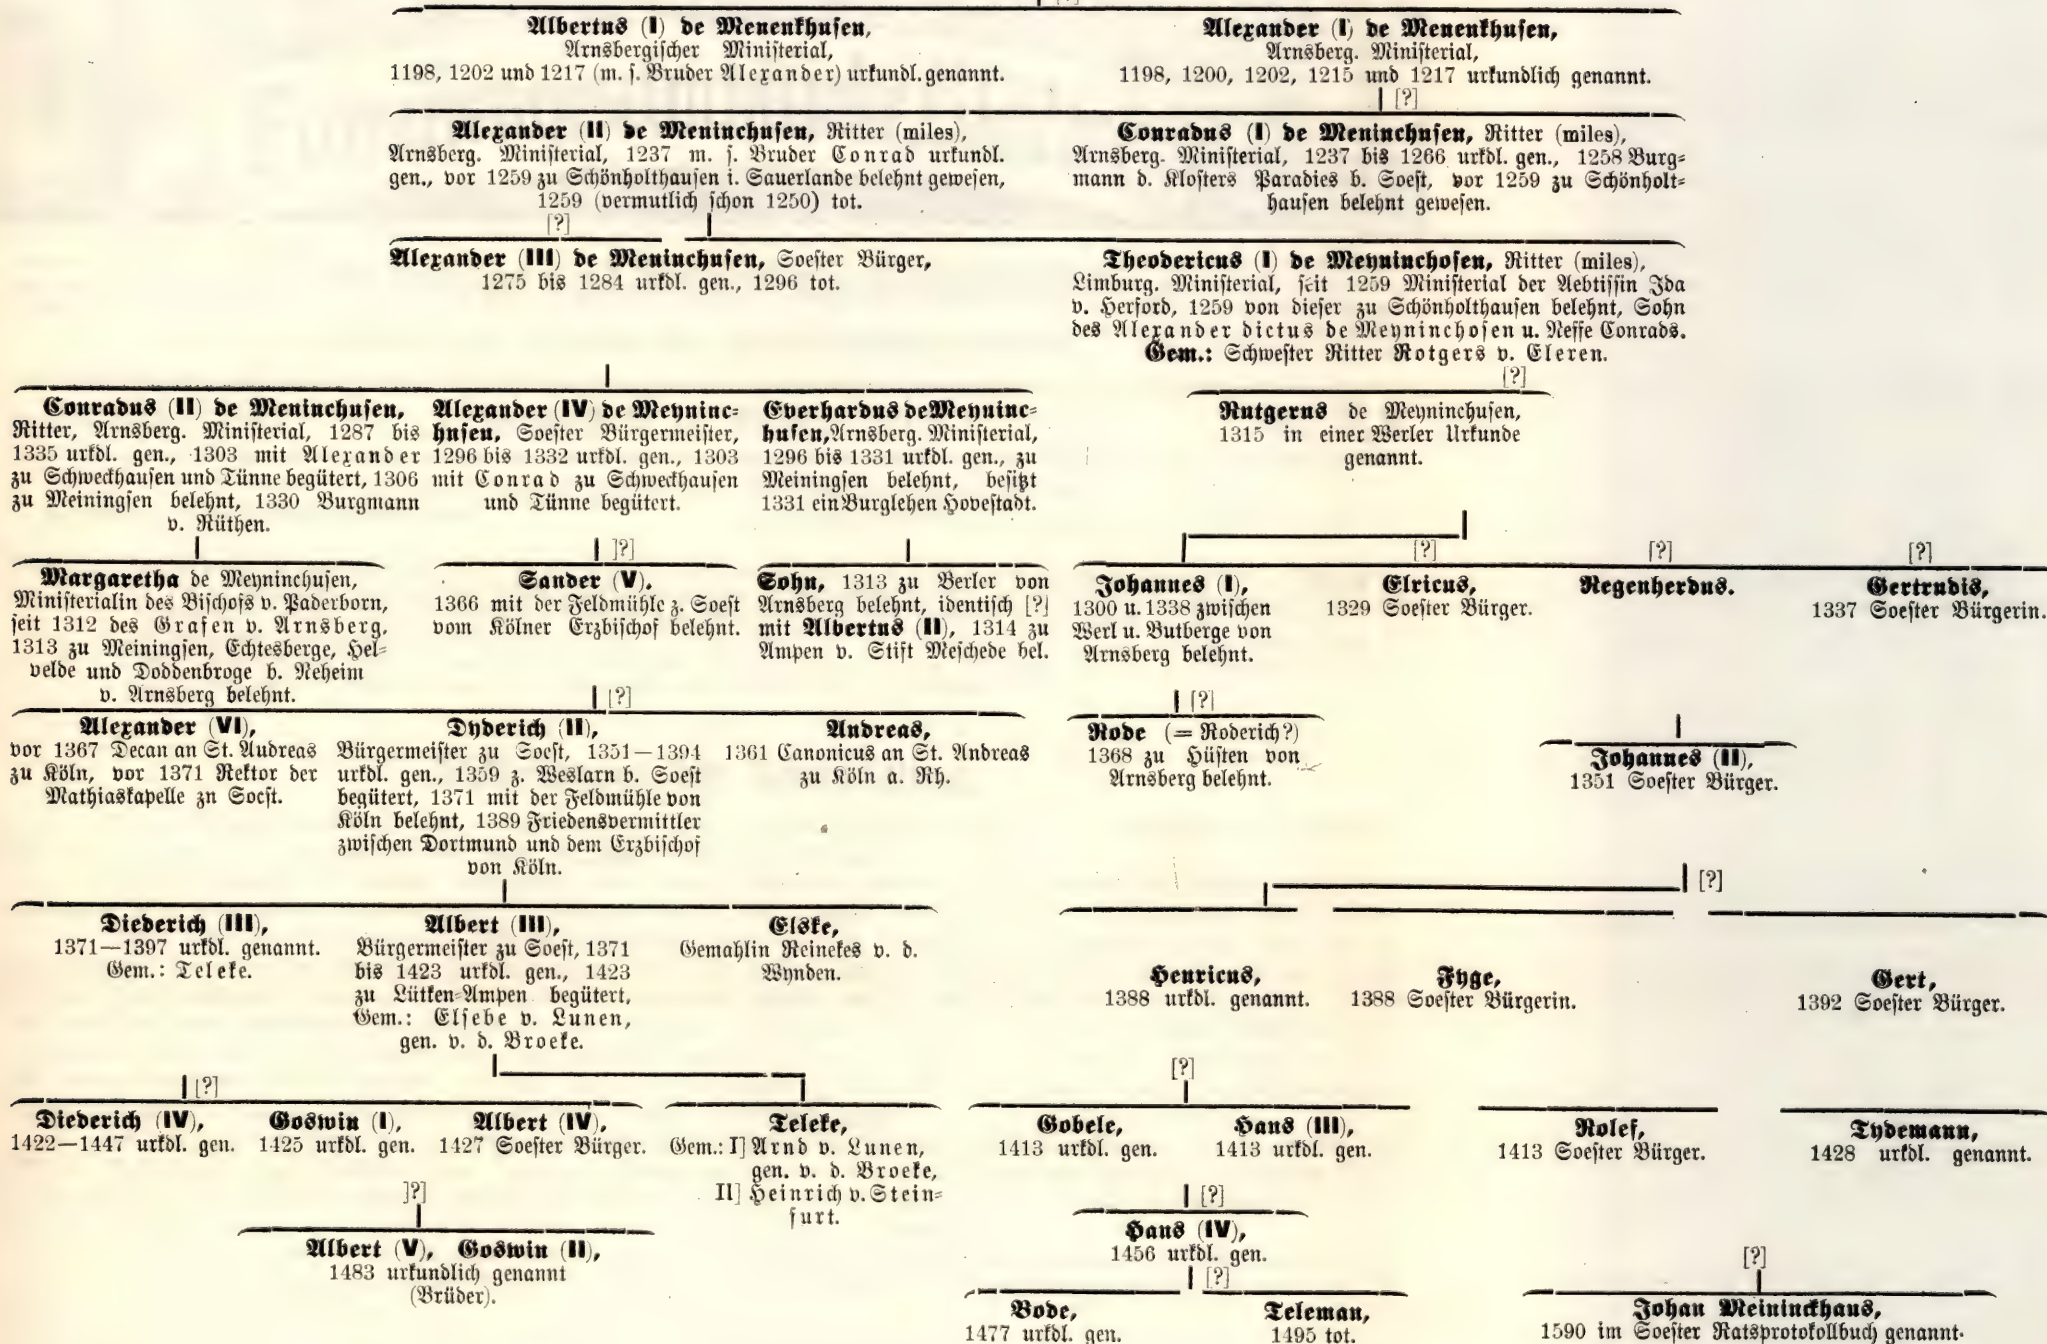 [?]
Albertus (I) de Menenkhusen,
Arnsbergischer Ministerial,
1198, 1202 und 1217 (m. s. Bruder Alexander) urkundl. genannt.
Alexander (I) de Menenkhusen,
Arnsberg. Ministerial,
1198, 1200, 1202, 1215 und 1217 urkundlich genannt.
[?]
Alexander (II) de Meninchusen, Ritter (miles),
Arnsberg. Ministerial, 1237 m. s. Bruder Conrad urkundl.
gen., vor 1259 zu Schönholthausen i. Sauerlande belehnt gewesen,
1259 (vermutlich schon 1250) tot.
Conradus (I) de Meninchusen, Ritter (miles),
Arnsberg. Ministerial, 1237 bis 1266 urkdl. gen., 1258 Burg=
mann d. Klosters Paradies b. Soest, vor 1259 zu Schönholt=
hausen belehnt gewesen.
[?]
Alexander (III) de Meninchusen, Soester Bürger,
1275 bis 1284 urkdl. gen., 1296 tot.
Theodericus (I) de Meyninchosen, Ritter (miles),
Limburg. Ministerial, seit 1259 Ministerial der Aebtissin Ida
v. Herford, 1259 von dieser zu Schönholthausen belehnt, Sohn
des Alexander dictus de Meyninchosen u. Neffe Conrads.
Gem.: Schwester Ritter Rotgers v. Eleren.
[?]
Conradus (II) de Meninchusen,
Ritter, Arnsberg. Ministerial, 1287 bis
1335 urkdl. gen., 1303 mit Alexander
zu Schweckhausen und Tünne begütert, 1306
zu Meiningsen belehnt, 1330 Burgmann
v. Rüthen.
Alexander (IV) de Meyninc=
husen, Soester Bürgermeister,
1296 bis 1332 urkdl. gen., 1303
mit Conrad zu Schweckhausen
und Tünne begütert.
Everhardus de Meyninc=
husen, Arnsberg. Ministerial,
1296 bis 1331 urkdl. gen., zu
Meiningsen belehnt, besitzt
1331 ein Burglehen Hovestadt.
Rutgerus de Meyninchusen,
1315 in einer Werler Urkunde
genannt.
]?]
[?]
[?]
[?]
Margaretha de Meyninchusen,
Ministerialin des Bischofs v. Paderborn,
seit 1312 des Grafen v. Arnsberg,
1313 zu Meiningsen, Echtesberge, Hel=
velde und Doddenbroge b. Neheim
v. Arnsberg belehnt.
Sander (V),
1366 mit der Feldmühle z. Soest
vom Kölner Erzbischof belehnt.
Sohn, 1313 zu Berler von
Arnsberg belehnt, identisch [?]
mit Albertus (II), 1314 zu
Ampen v. Stift Meschede bel.
Johannes (I),
1300 u. 1338 zwischen
Werl u. Butberge von
Arnsberg belehnt.
Elricus,
1329 Soester Bürger.
Regenherdus.
Gertrudis,
1337 Soester Bürgerin.
[?]
[?]
Alexander (VI),
vor 1367 Decan an St. Andreas
zu Köln, vor 1371 Rektor der
Mathiaskapelle zn Soest.
Dyderich (II),
Bürgermeister zu Soest, 1351—1394
urkdl. gen., 1359 z. Weslarn b. Soest
begütert, 1371 mit der Feldmühle von
Köln belehnt, 1389 Friedensvermittler
zwischen Dortmund und dem Erzbischof
von Köln.
Andreas,
1361 Canonicus an St. Andreas
zu Köln a. Rh.
Rode (= Roderich?)
1368 zu Hüsten von
Arnsberg belehnt.
Johannes (II),
1351 Soester Bürger.
[?]
Diederich (III),
1371—1397 urkdl. genannt.
Gem.: Teleke.
Albert (III),
Bürgermeister zu Soest, 1371
bis 1423 urkdl. gen., 1423
zu Lütken=Ampen begütert,
Gem.: Elsebe v. Lunen,
gen. v. d. Broeke.
Elske,
Gemahlin Reinekes v. d.
Wynden.
Henricus,
1388 urkdl. genannt.
Fyge,
1388 Soester Bürgerin.
Gert,
1392 Soester Bürger.
[?]
[?]
Diederich (IV),
1422—1447 urkdl. gen.
Goswin (I),
1425 urkdl. gen.
Albert (IV),
1427 Soester Bürger.
Teleke,
Gem.: I] Arnd v. Lunen,
gen. v. d. Broeke,
II] Heinrich v. Stein=
furt.
Gobele,
1413 urkdl. gen.
Hans (III),
1413 urkdl. gen.
Rolef,
1413 Soester Bürger.
Tydemann,
1428 urkdl. genannt.
]?]
Albert (V), Goswin (II),
1483 urkundlich genannt
(Brüder).
[?]
Hans (IV),
1456 urkdl. gen.
[?]
Bode,
1477 urkdl. gen.
Teleman,
1495 tot.
[?]
Johan Meininckhaus,
1590 im Soester Ratsprotokollbuch genannt.